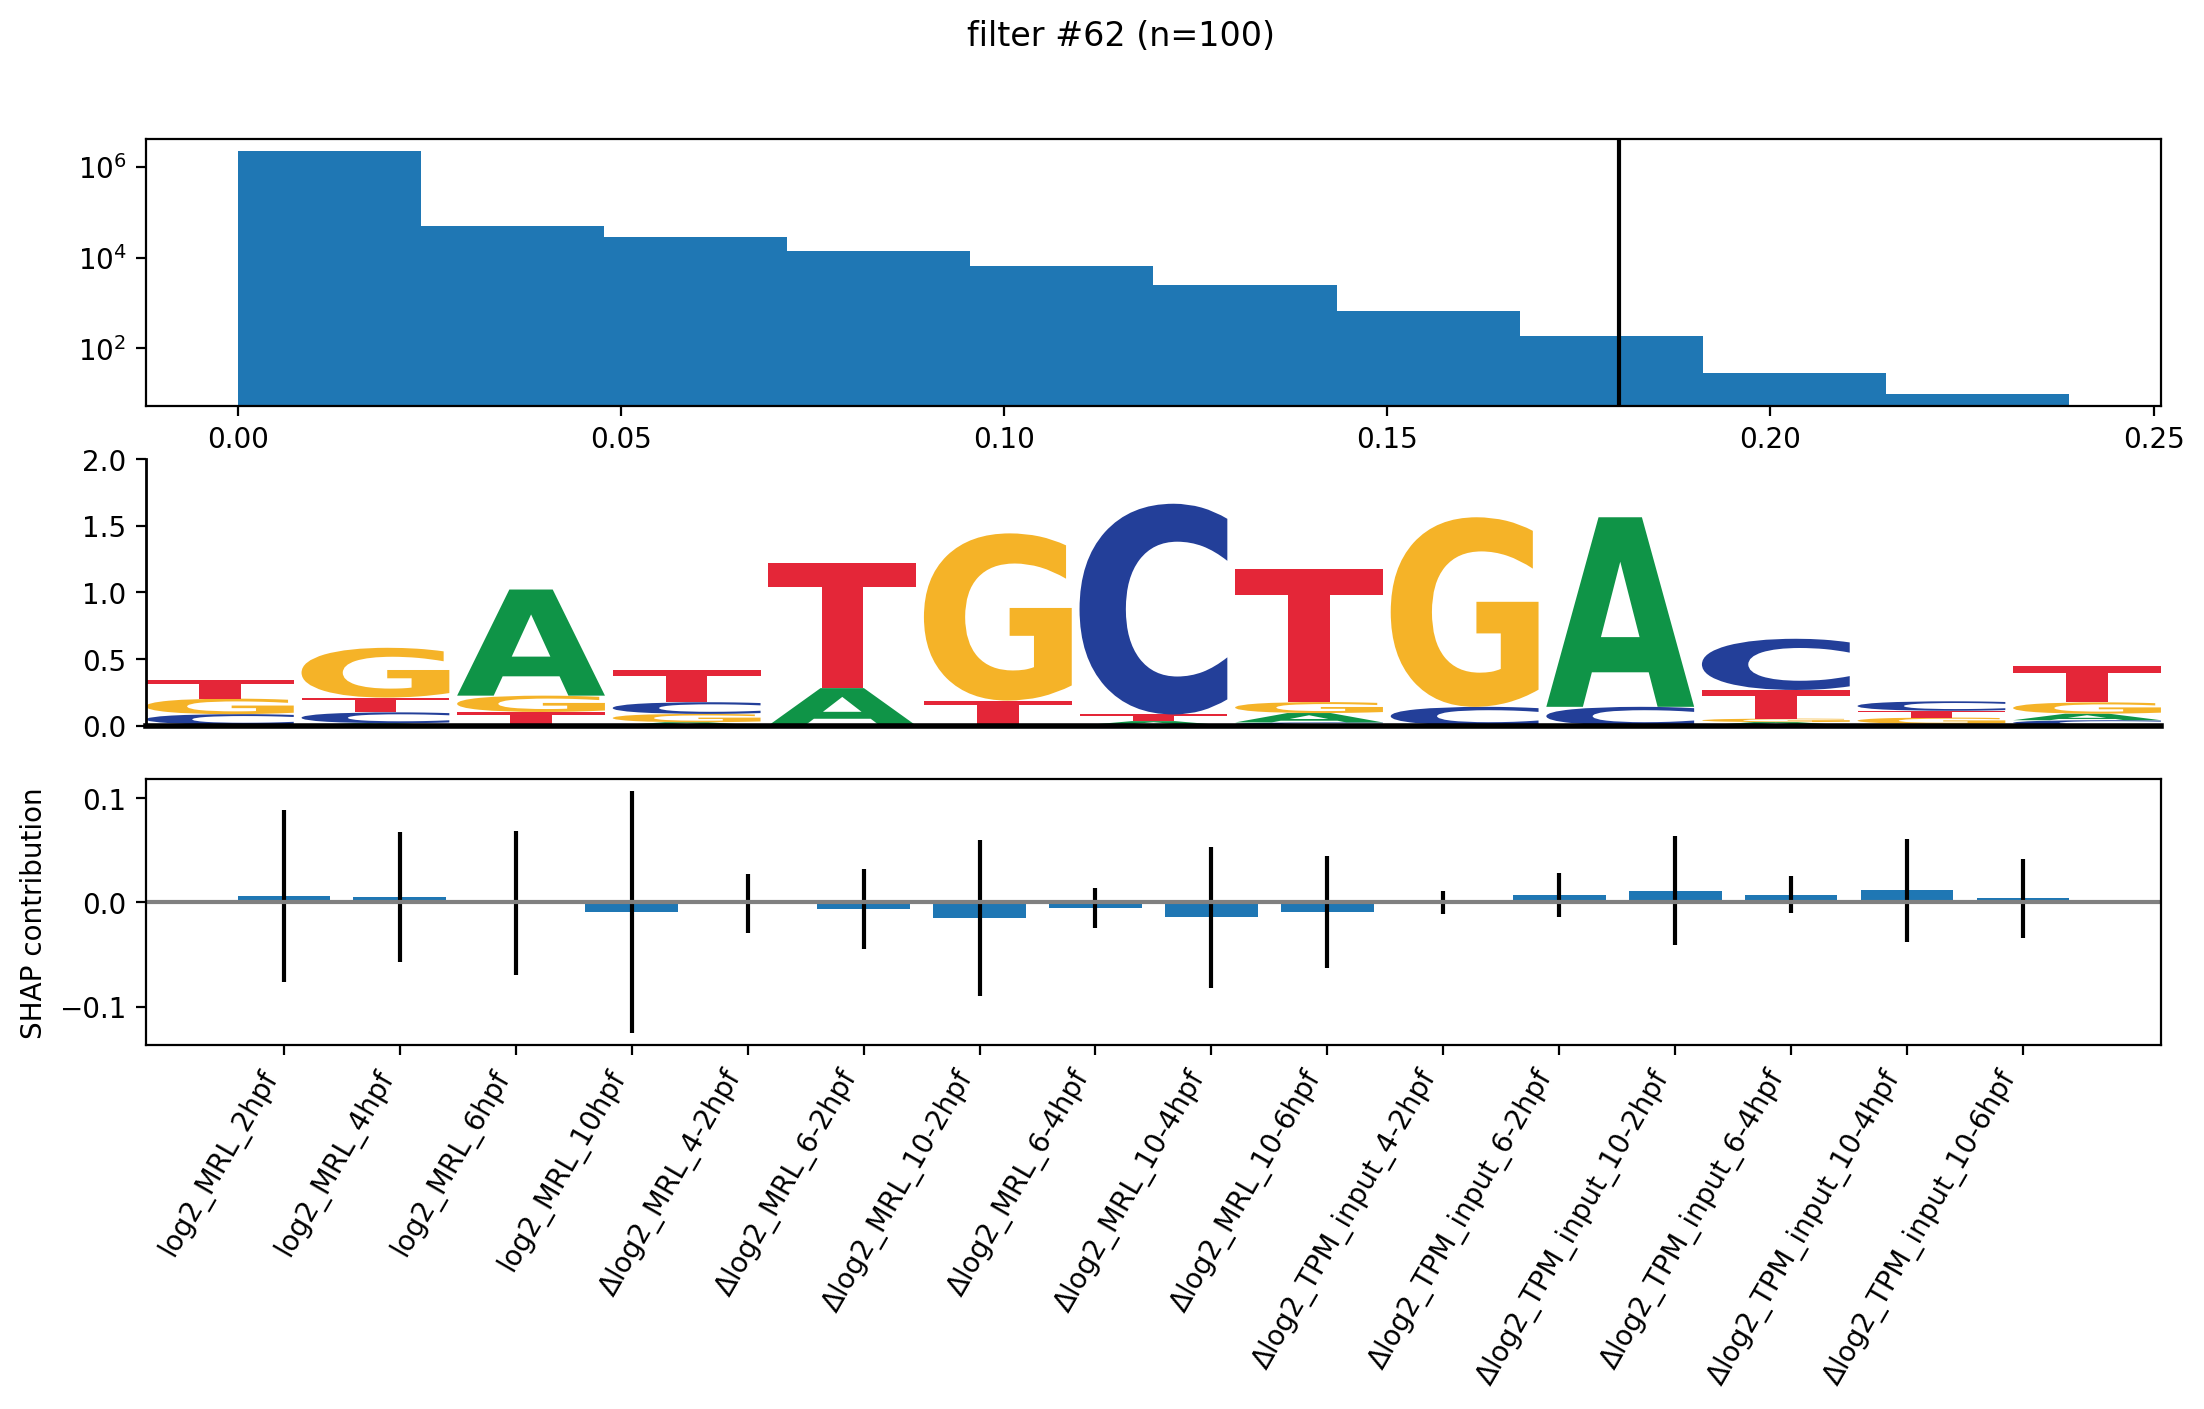 filter #62 (n=100)
10^6
10^4
10^2
0.00 0.05 0.10 0.15 0.20 0.25
2.0
1.5
1.0
0.5
0.0
T G A T T G C T G A C C T
G T G C A T T G C C T T G
C C T G A A G G A
A C
SHAP contribution
0.1
0.0
−0.1
log2_MRL_2hpf
log2_MRL_4hpf
log2_MRL_6hpf
log2_MRL_10hpf
Δlog2_MRL_4-2hpf
Δlog2_MRL_6-2hpf
Δlog2_MRL_10-2hpf
Δlog2_MRL_6-4hpf
Δlog2_MRL_10-4hpf
Δlog2_MRL_10-6hpf
Δlog2_TPM_input_4-2hpf
Δlog2_TPM_input_6-2hpf
Δlog2_TPM_input_10-2hpf
Δlog2_TPM_input_6-4hpf
Δlog2_TPM_input_10-4hpf
Δlog2_TPM_input_10-6hpf